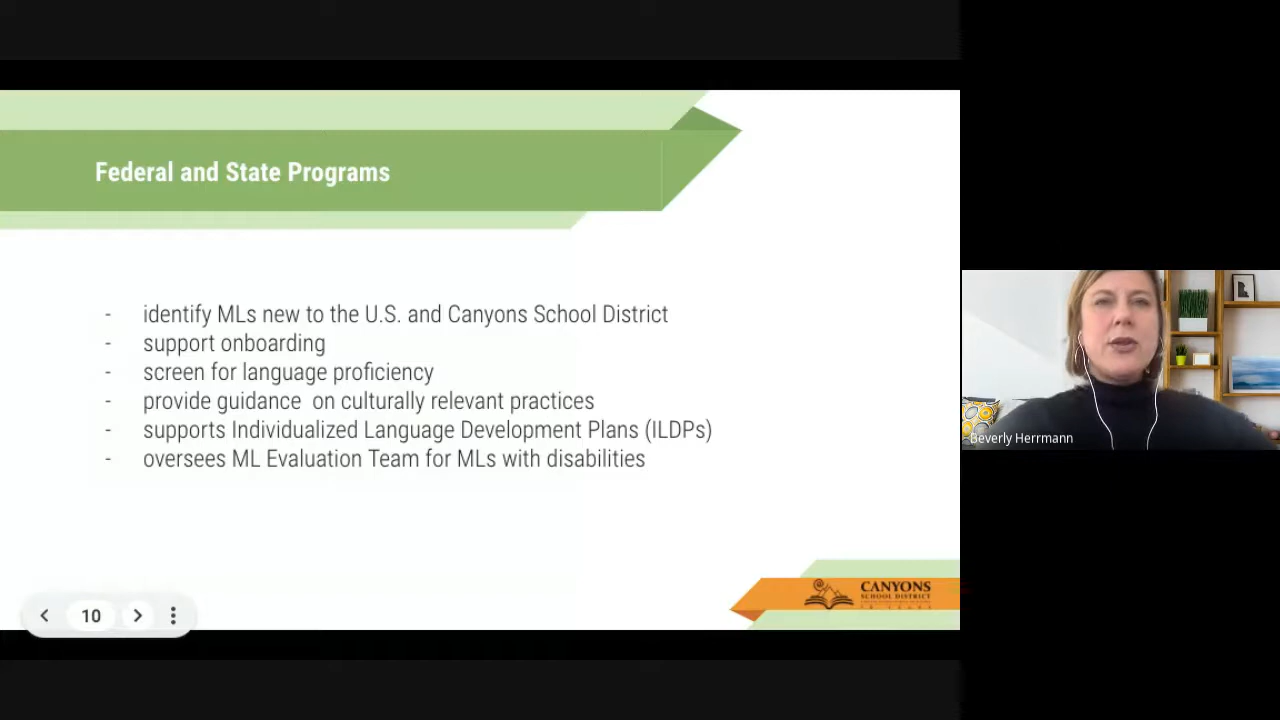 Federal and State Programs
- identify MLs new to the U.S. and Canyons School District
- support onboarding
- screen for language proficiency
- provide guidance on culturally relevant practices
- supports Individualized Language Development Plans (ILDPs)
- oversees ML Evaluation Team for MLs with disabilities
CANYONS
SCHOOL DISTRICT
10
Beverly Herrmann